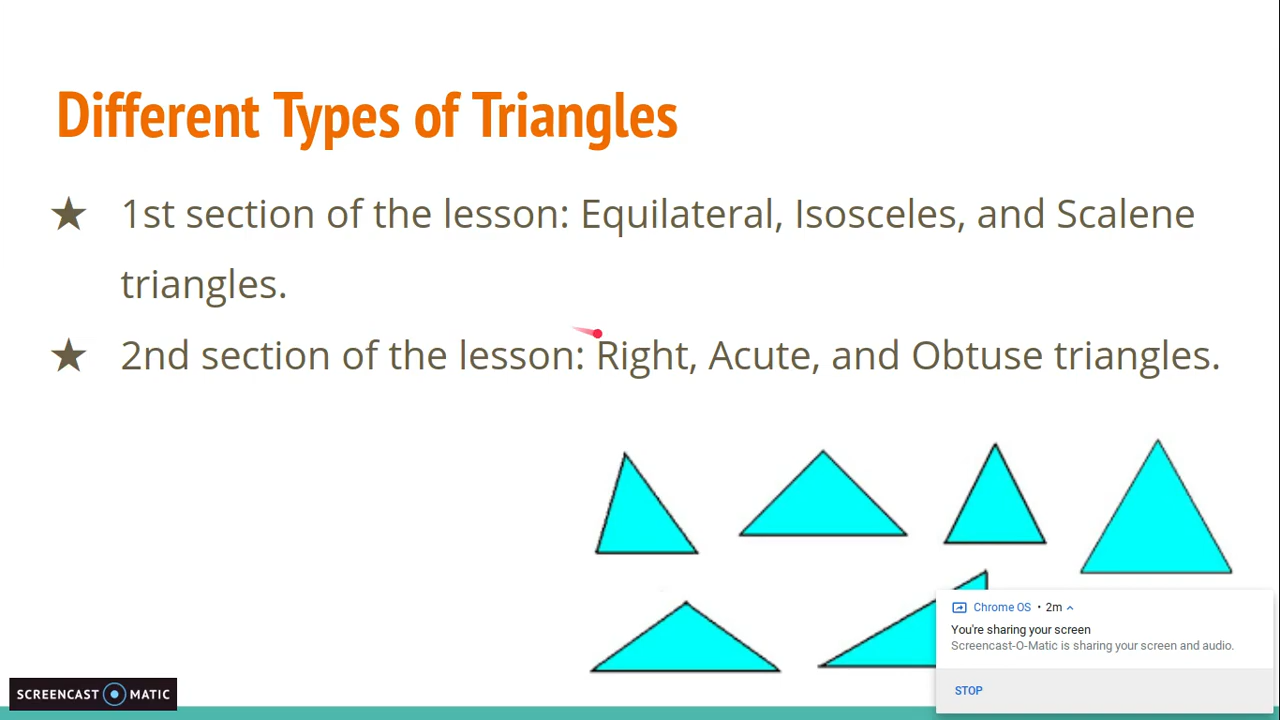 Different Types of Triangles
★ 1st section of the lesson: Equilateral, Isosceles, and Scalene
triangles.
★ 2nd section of the lesson: Right, Acute, and Obtuse triangles.
Chrome OS • 2m
You're sharing your screen
Screencast-O-Matic is sharing your screen and audio.
STOP
SCREENCAST MATIC